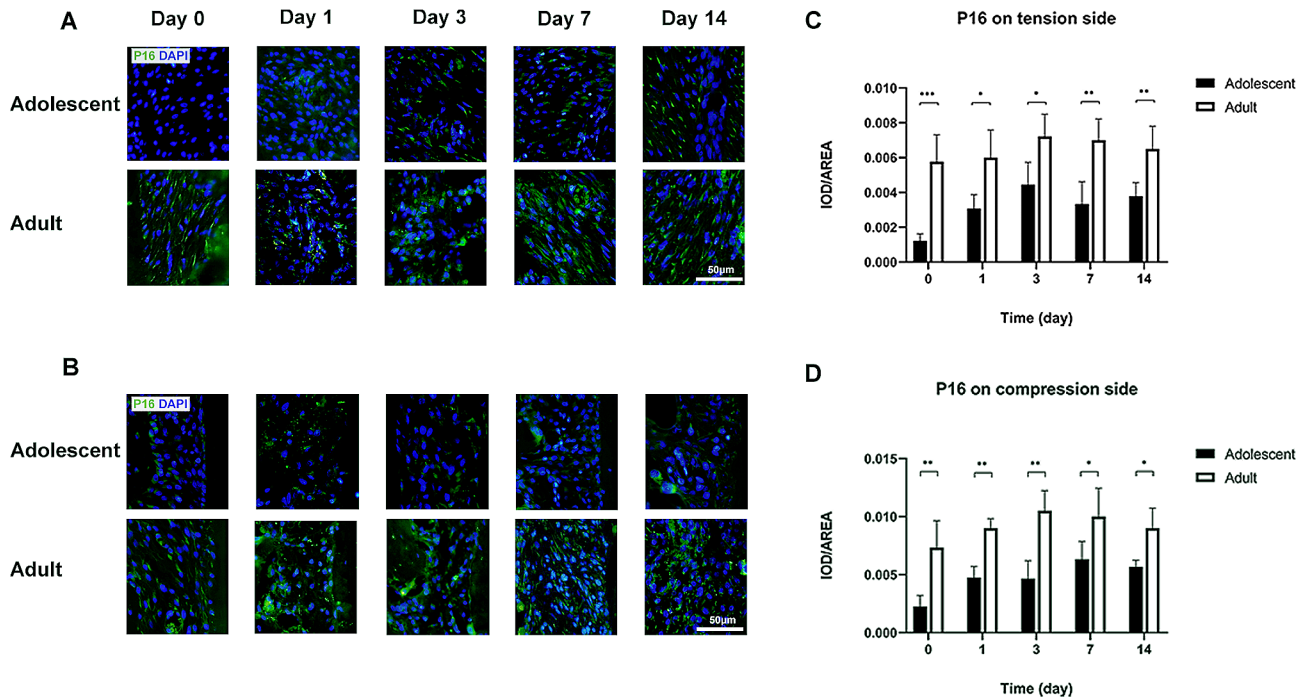 A
Day 0
Day 1
Day 3
Day 7
Day 14
P16 DAPI
Adolescent
Adult
50μm
B
P16 DAPI
Adolescent
Adult
50μm
C
P16 on tension side
Adolescent
Adult
IOD/AREA
0.010
0.008
0.006
0.004
0.002
0.000
*** * * ** **
0 1 3 7 14
Time (day)
D
P16 on compression side
Adolescent
Adult
IOD/AREA
0.015
0.010
0.005
0.000
** ** ** * *
0 1 3 7 14
Time (day)